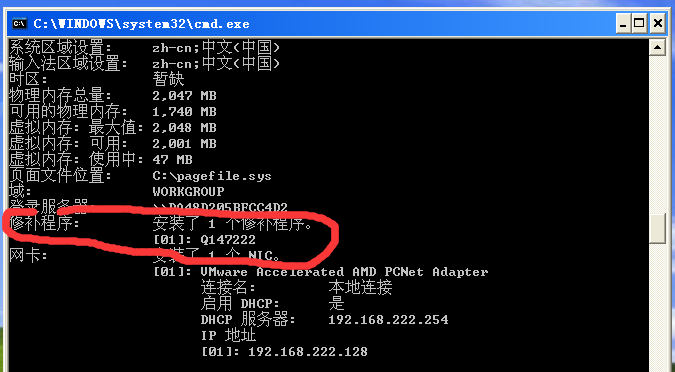 C:\WINDOWS\system32\cmd.exe
系统区域设置: zh-cn;中文(中国)
输入法区域设置: zh-cn;中文(中国)
时区: 暂缺
物理内存总量: 2,047 MB
可用的物理内存: 1,740 MB
虚拟内存: 最大值: 2,048 MB
虚拟内存: 可用: 2,001 MB
虚拟内存: 使用中: 47 MB
页面文件位置: C:\pagefile.sys
域: WORKGROUP
登录服务器: \\DA48D205BFCC4D2
修补程序: 安装了 1 个修补程序。
[01]: Q147222
网卡: 安装了 1 个 NIC。
[01]: VMware Accelerated AMD PCNet Adapter
连接名: 本地连接
启用 DHCP: 是
DHCP 服务器: 192.168.222.254
IP 地址
[01]: 192.168.222.128